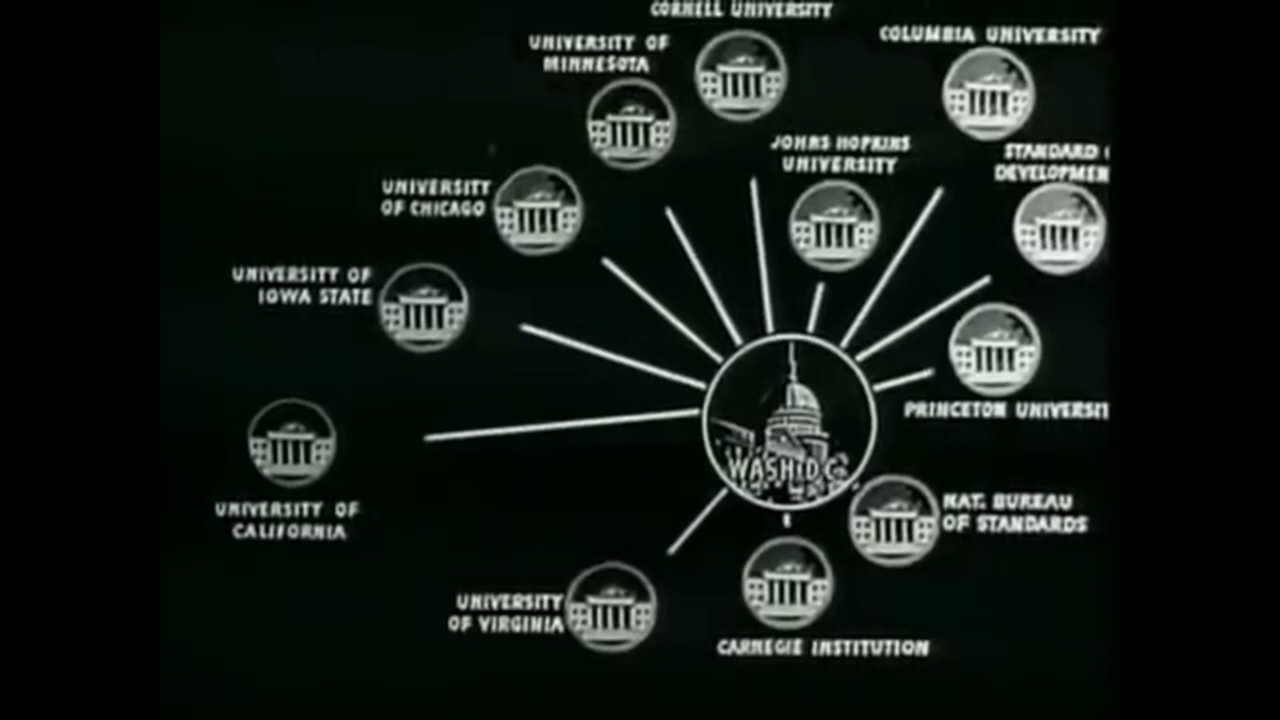 CORNELL UNIVERSITY
UNIVERSITY OF
MINNESOTA
COLUMBIA UNIVERSITY
JOHNS HOPKINS
UNIVERSITY
STANDARD
UNIVERSITY
OF CHICAGO
UNIVERSITY OF
IOWA STATE
PRINCETON
WASH. D.C.
UNIVERSITY OF
CALIFORNIA
NAT. BUREAU
OF STANDARDS
UNIVERSITY
OF VIRGINIA
CARNEGIE INSTITUTION